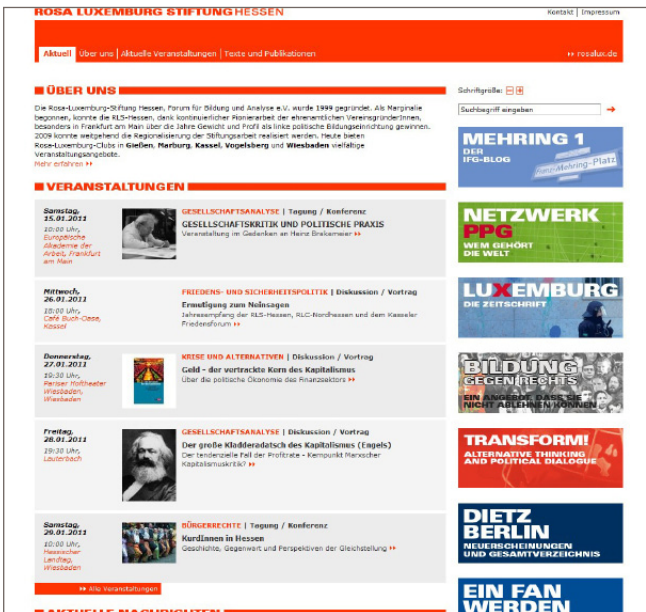 ROSA LUXEMBURG STIFTUNG HESSEN
Kontakt | Impressum
Aktuell | Über uns | Aktuelle Veranstaltungen | Texte und Publikationen
›› rosalux.de
ÜBER UNS
Die Rosa-Luxemburg-Stiftung Hessen, Forum für Bildung und Analyse e.V. wurde 1999 gegründet. Als Marginalie
begonnen, konnte die RLS-Hessen, dank kontinuierlicher Pionierarbeit der ehrenamtlichen VereinsgründerInnen,
besonders in Frankfurt am Main über die Jahre Gewicht und Profil als linke politische Bildungseinrichtung gewinnen.
2009 konnte weitgehend die Regionalisierung der Stiftungsarbeit realisiert werden. Heute bieten
Rosa-Luxemburg-Clubs in Gießen, Marburg, Kassel, Vogelsberg und Wiesbaden vielfältige
Veranstaltungsangebote.
Mehr erfahren ››
VERANSTALTUNGEN
Samstag,
15.01.2011
10:00 Uhr,
Europäische
Akademie der
Arbeit, Frankfurt
am Main
GESELLSCHAFTSANALYSE | Tagung / Konferenz
GESELLSCHAFTSKRITIK UND POLITISCHE PRAXIS
Veranstaltung im Gedanken an Heinz Brakemeier ››
Mittwoch,
26.01.2011
18:00 Uhr,
Café Buch-Oase,
Kassel
FRIEDENS- UND SICHERHEITSPOLITIK | Diskussion / Vortrag
Ermutigung zum Neinsagen
Jahresempfang der RLS-Hessen, RLC-Nordhessen und dem Kasseler
Friedensforum ››
Donnerstag,
27.01.2011
19:30 Uhr,
Pariser Hoftheater
Wiesbaden,
Wiesbaden
KRISE UND ALTERNATIVEN | Diskussion / Vortrag
Geld - der vertrackte Kern des Kapitalismus
Über die politische Ökonomie des Finanzsektors ››
Freitag,
28.01.2011
19:30 Uhr,
Lauterbach
GESELLSCHAFTSANALYSE | Diskussion / Vortrag
Der große Kladderadatsch des Kapitalismus (Engels)
Der tendenzielle Fall der Profitrate - Kernpunkt Marxscher
Kapitalismuskritik? ››
Samstag,
29.01.2011
10:00 Uhr,
Hessischer
Landtag,
Wiesbaden
BÜRGERRECHTE | Tagung / Konferenz
KurdInnen in Hessen
Geschichte, Gegenwart und Perspektiven der Gleichstellung ››
›› Alle Veranstaltungen
AKTUELLE NACHRICHTEN
Schriftgröße:
Suchbegriff eingeben
MEHRING 1
DER
IFG-BLOG
Franz-Mehring-Platz
NETZWERK
PPG
WEM GEHÖRT
DIE WELT
LUXEMBURG
DIE ZEITSCHRIFT
BILDUNG
GEGEN RECHTS
EIN ANGEBOT, DASS SIE
NICHT ABLEHNEN KÖNNEN
TRANSFORM!
ALTERNATIVE THINKING
AND POLITICAL DIALOGUE
DIETZ
BERLIN
NEUERSCHEINUNGEN
UND GESAMTVERZEICHNIS
EIN FAN
WERDEN